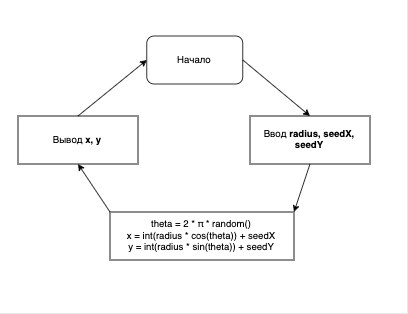 Начало
Ввод radius, seedX,
seedY
Вывод x, y
theta = 2 * π * random()
x = int(radius * cos(theta)) + seedX
y = int(radius * sin(theta)) + seedY